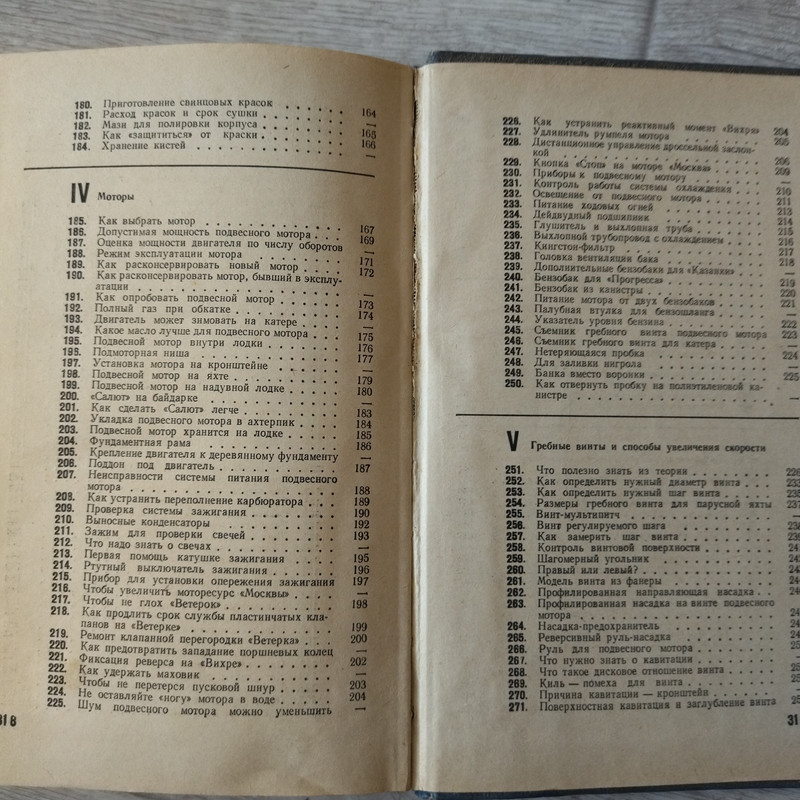 180. Приготовление свинцовых красок . . . . . .
181. Расход красок и срок сушки . . . . . . . 164
182. Мази для полировки корпуса . . . . . . . —
183. Как «защититься» от краски . . . . . . . 165
184. Хранение кистей . . . . . . . . . . . 166
—
IV Моторы
185. Как выбрать мотор . . . . . . . . . . 167
186. Допустимая мощность подвесного мотора . . . 169
187. Оценка мощности двигателя по числу оборотов
188. Режим эксплуатации мотора . . . . . . . 171
189. Как расконсервировать новый мотор . . . . 172
190. Как расконсервировать мотор, бывший в эксплу-
атации . . . . . . . . . . . . . . —
191. Как опробовать подвесной мотор . . . . . 173
192. Полный газ при обкатке . . . . . . . . 174
193. Двигатель может зимовать на катере . . . . —
194. Какое масло лучше для подвесного мотора . . . 175
195. Подвесной мотор внутри лодки . . . . . . 176
196. Подмоторная ниша . . . . . . . . . . 177
197. Установка мотора на кронштейне . . . . . —
198. Подвесной мотор на яхте . . . . . . . . 179
199. Подвесной мотор на надувной лодке . . . . . 180
200. «Салют» на байдарке . . . . . . . . . —
201. Как сделать «Салют» легче . . . . . . . 183
202. Укладка подвесного мотора в ахтерпик . . . . 184
203. Подвесной мотор хранится на лодке . . . . . 185
204. Фундаментная рама . . . . . . . . . . 186
205. Крепление двигателя к деревянному фундаменту —
206. Поддон под двигатель . . . . . . . . . 187
207. Неисправности системы питания подвесного
мотора . . . . . . . . . . . . . . 188
208. Как устранить переполнение карбюратора . . . 189
209. Проверка системы зажигания . . . . . . . 190
210. Выносные конденсаторы . . . . . . . . 192
211. Зажим для проверки свечей . . . . . . . 193
212. Что надо знать о свечах . . . . . . . . —
213. Первая помощь катушке зажигания . . . . . 195
214. Ртутный выключатель зажигания . . . . . . 196
215. Прибор для установки опережения зажигания 197
216. Чтобы увеличить моторесурс «Москвы» . . . . —
217. Чтобы не глох «Ветерок» . . . . . . . . 198
218. Как продлить срок службы пластинчатых кла-
панов на «Ветерке» . . . . . . . . . . 199
219. Ремонт клапанной перегородки «Ветерка» . . . 200
220. Как предотвратить западание поршневых колец —
221. Фиксация реверса на «Вихре» . . . . . . . 202
222. Как удержать маховик . . . . . . . . . —
223. Чтобы не перетерся пусковой шнур . . . . . 203
224. Не оставляйте «ногу» мотора в воде . . . . . 204
225. Шум подвесного мотора можно уменьшить —
318
226. Как устранить реактивный момент «Вихря» 204
227. Удлинитель румпеля мотора . . . . . . . 205
228. Дистанционное управление дроссельной заслон-
кой . . . . . . . . . . . . . . . 206
229. Кнопка «Стоп» на моторе «Москва» . . . . . 209
230. Приборы к подвесному мотору . . . . . . —
231. Контроль работы системы охлаждения . . . . 210
232. Освещение от подвесного мотора . . . . . 211
233. Питание ходовых огней . . . . . . . . 213
234. Дейдвудный подшипник . . . . . . . . 214
235. Глушитель и выхлопная труба . . . . . . 215
236. Выхлопной трубопровод с охлаждением . . . . 216
237. Кингстон-фильтр . . . . . . . . . . 217
238. Головка вентиляции бака . . . . . . . . 218
239. Дополнительные бензобаки для «Казанки» . . . —
240. Бензобак для «Прогресса» . . . . . . . . 219
241. Бензобак из канистры . . . . . . . . . 220
242. Питание мотора от двух бензобаков . . . . . 221
243. Палубная втулка для бензошланга . . . . . —
244. Указатель уровня бензина . . . . . . . . 222
245. Съемник гребного винта подвесного мотора 223
246. Съемник гребного винта для катера . . . . . —
247. Нетеряющаяся пробка . . . . . . . . . 224
248. Для заливки нигрола . . . . . . . . . —
249. Банка вместо воронки . . . . . . . . . 225
250. Как отвернуть пробку на полиэтиленовой ка-
нистре . . . . . . . . . . . . . . —
V Гребные винты и способы увеличения скорости
251. Что полезно знать из теории . . . . . . . 226
252. Как определить нужный диаметр винта . . .
253. Как определить нужный шаг винта . . . . .
254. Размеры гребного винта для парусной яхты
255. Винт-мультипитч . . . . . . . . . .
256. Винт регулируемого шага . . . . . . . .
257. Как замерить шаг винта . . . . . . . .
258. Контроль винтовой поверхности . . . . . .
259. Шагомерный угольник . . . . . . . . .
260. Правый или левый? . . . . . . . . . .
261. Модель винта из фанеры . . . . . . . .
262. Профилированная направляющая насадка . . .
263. Профилированная насадка на винте подвесного
мотора . . . . . . . . . . . . . .
264. Насадка-предохранитель . . . . . . . .
265. Реверсивный руль-насадка . . . . . . . .
266. Руль для подвесного мотора . . . . . . .
267. Что нужно знать о кавитации . . . . . . .
268. Что такое дисковое отношение винта . . . . .
269. Киль — помеха для винта . . . . . . . .
270. Причина кавитации — кронштейн . . . . . .
271. Поверхностная кавитация и заглубление винта
31